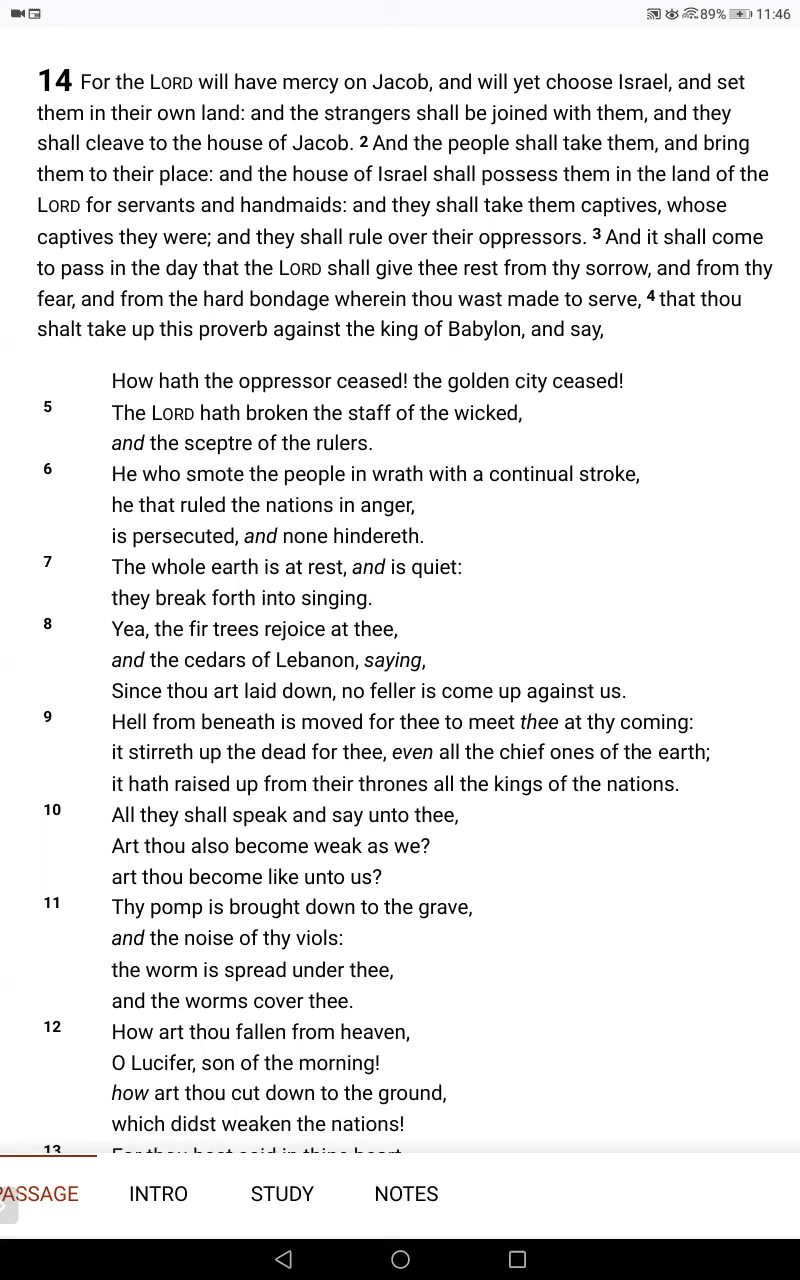 89% 11:46
14 For the LORD will have mercy on Jacob, and will yet choose Israel, and set
them in their own land: and the strangers shall be joined with them, and they
shall cleave to the house of Jacob. 2 And the people shall take them, and bring
them to their place: and the house of Israel shall possess them in the land of the
LORD for servants and handmaids: and they shall take them captives, whose
captives they were; and they shall rule over their oppressors. 3 And it shall come
to pass in the day that the LORD shall give thee rest from thy sorrow, and from thy
fear, and from the hard bondage wherein thou wast made to serve, 4 that thou
shalt take up this proverb against the king of Babylon, and say,
How hath the oppressor ceased! the golden city ceased!
5 The LORD hath broken the staff of the wicked,
and the sceptre of the rulers.
6 He who smote the people in wrath with a continual stroke,
he that ruled the nations in anger,
is persecuted, and none hindereth.
7 The whole earth is at rest, and is quiet:
they break forth into singing.
8 Yea, the fir trees rejoice at thee,
and the cedars of Lebanon, saying,
Since thou art laid down, no feller is come up against us.
9 Hell from beneath is moved for thee to meet thee at thy coming:
it stirreth up the dead for thee, even all the chief ones of the earth;
it hath raised up from their thrones all the kings of the nations.
10 All they shall speak and say unto thee,
Art thou also become weak as we?
art thou become like unto us?
11 Thy pomp is brought down to the grave,
and the noise of thy viols:
the worm is spread under thee,
and the worms cover thee.
12 How art thou fallen from heaven,
O Lucifer, son of the morning!
how art thou cut down to the ground,
which didst weaken the nations!
13 For thou hast said in thine heart
PASSAGE INTRO STUDY NOTES